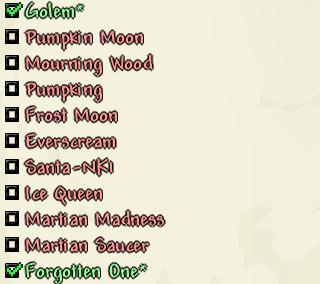 Golem*
Pumpkin Moon
Mourning Wood
Pumpking
Frost Moon
Everscream
Santa-NK1
Ice Queen
Martian Madness
Martian Saucer
Forgotten One*